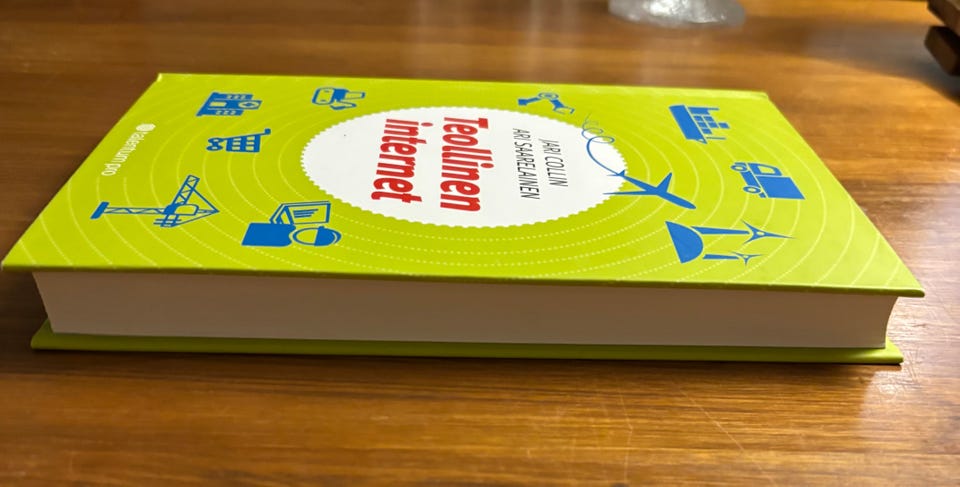 JARI COLLIN
ARI SAARELAINEN
Teollinen
internet
talentum pro